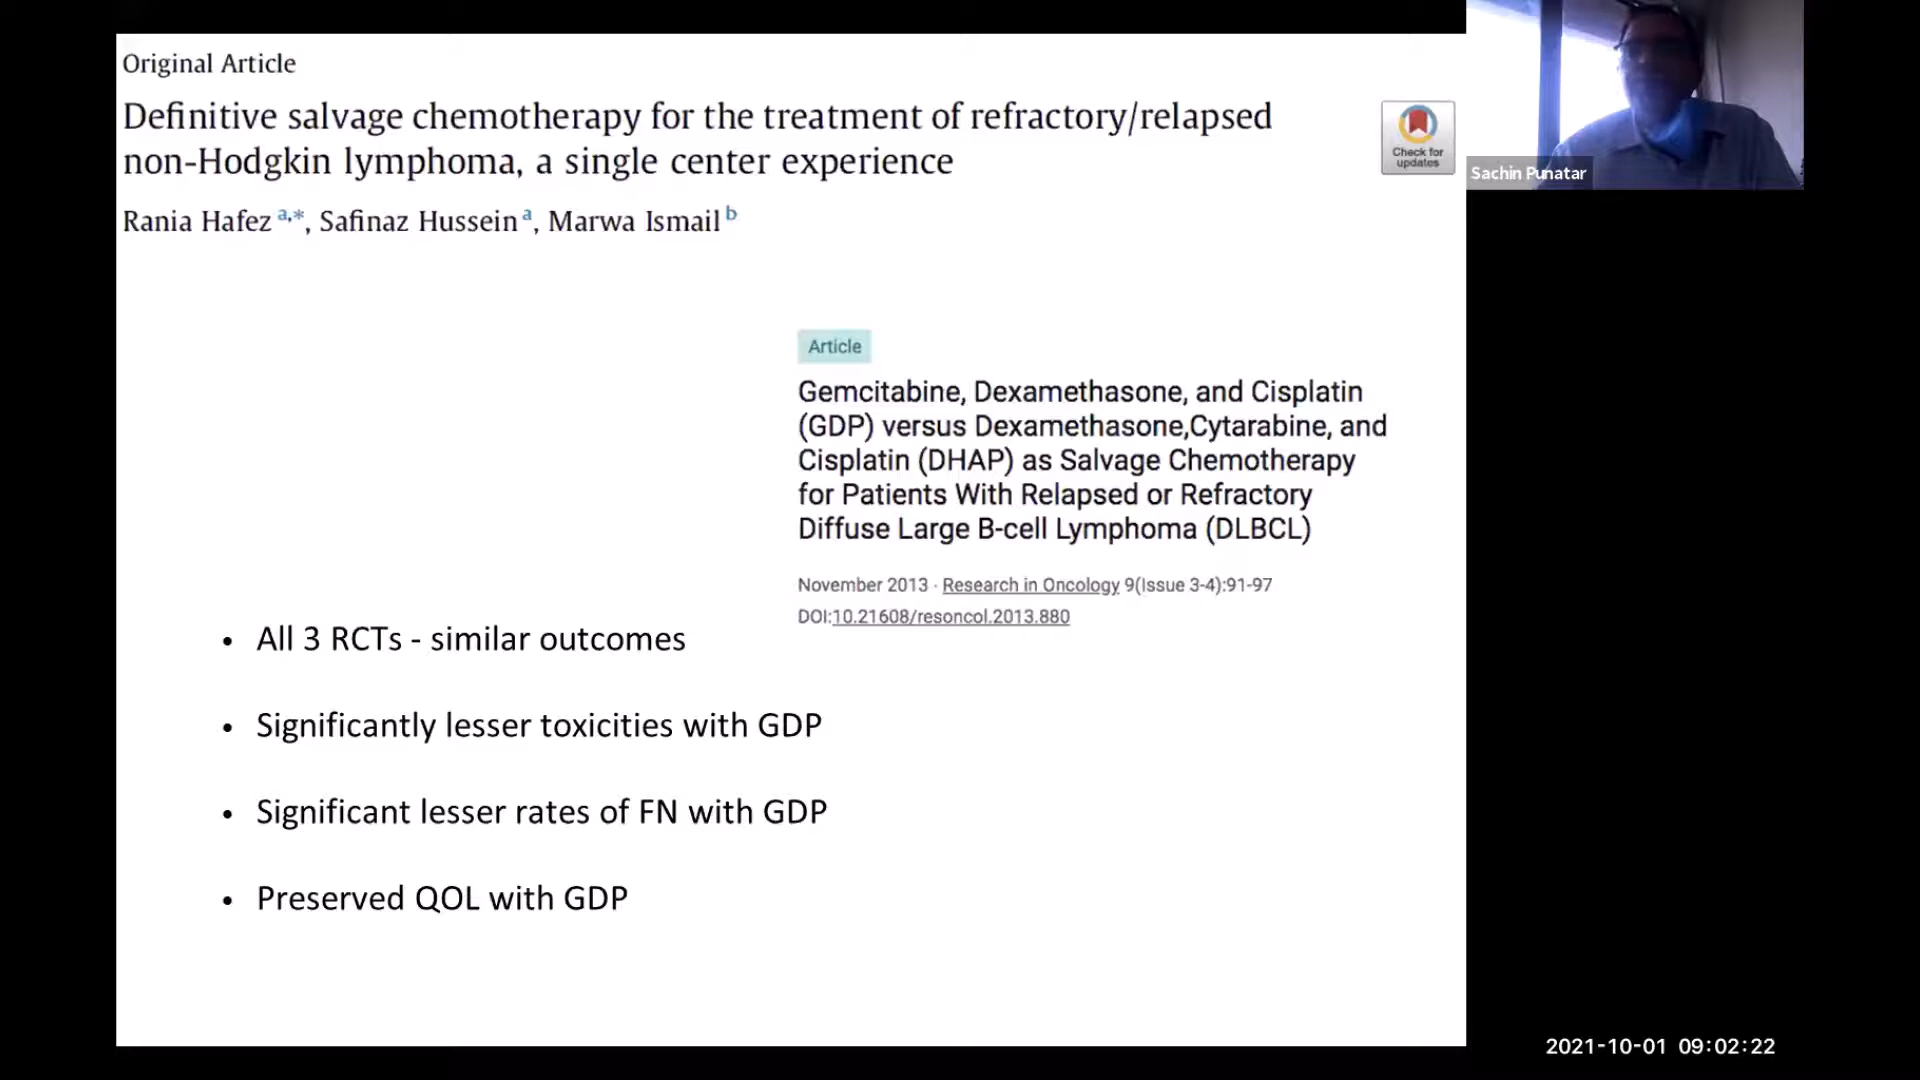 Original Article
Definitive salvage chemotherapy for the treatment of refractory/relapsed
non-Hodgkin lymphoma, a single center experience
Rania Hafez a,*, Safinaz Hussein a, Marwa Ismail b
Check for
updates
Sachin Punatar
Article
Gemcitabine, Dexamethasone, and Cisplatin
(GDP) versus Dexamethasone,Cytarabine, and
Cisplatin (DHAP) as Salvage Chemotherapy
for Patients With Relapsed or Refractory
Diffuse Large B-cell Lymphoma (DLBCL)
November 2013 · Research in Oncology 9(Issue 3-4):91-97
DOI:10.21608/resoncol.2013.880
• All 3 RCTs - similar outcomes
• Significantly lesser toxicities with GDP
• Significant lesser rates of FN with GDP
• Preserved QOL with GDP
2021-10-01 09:02:22